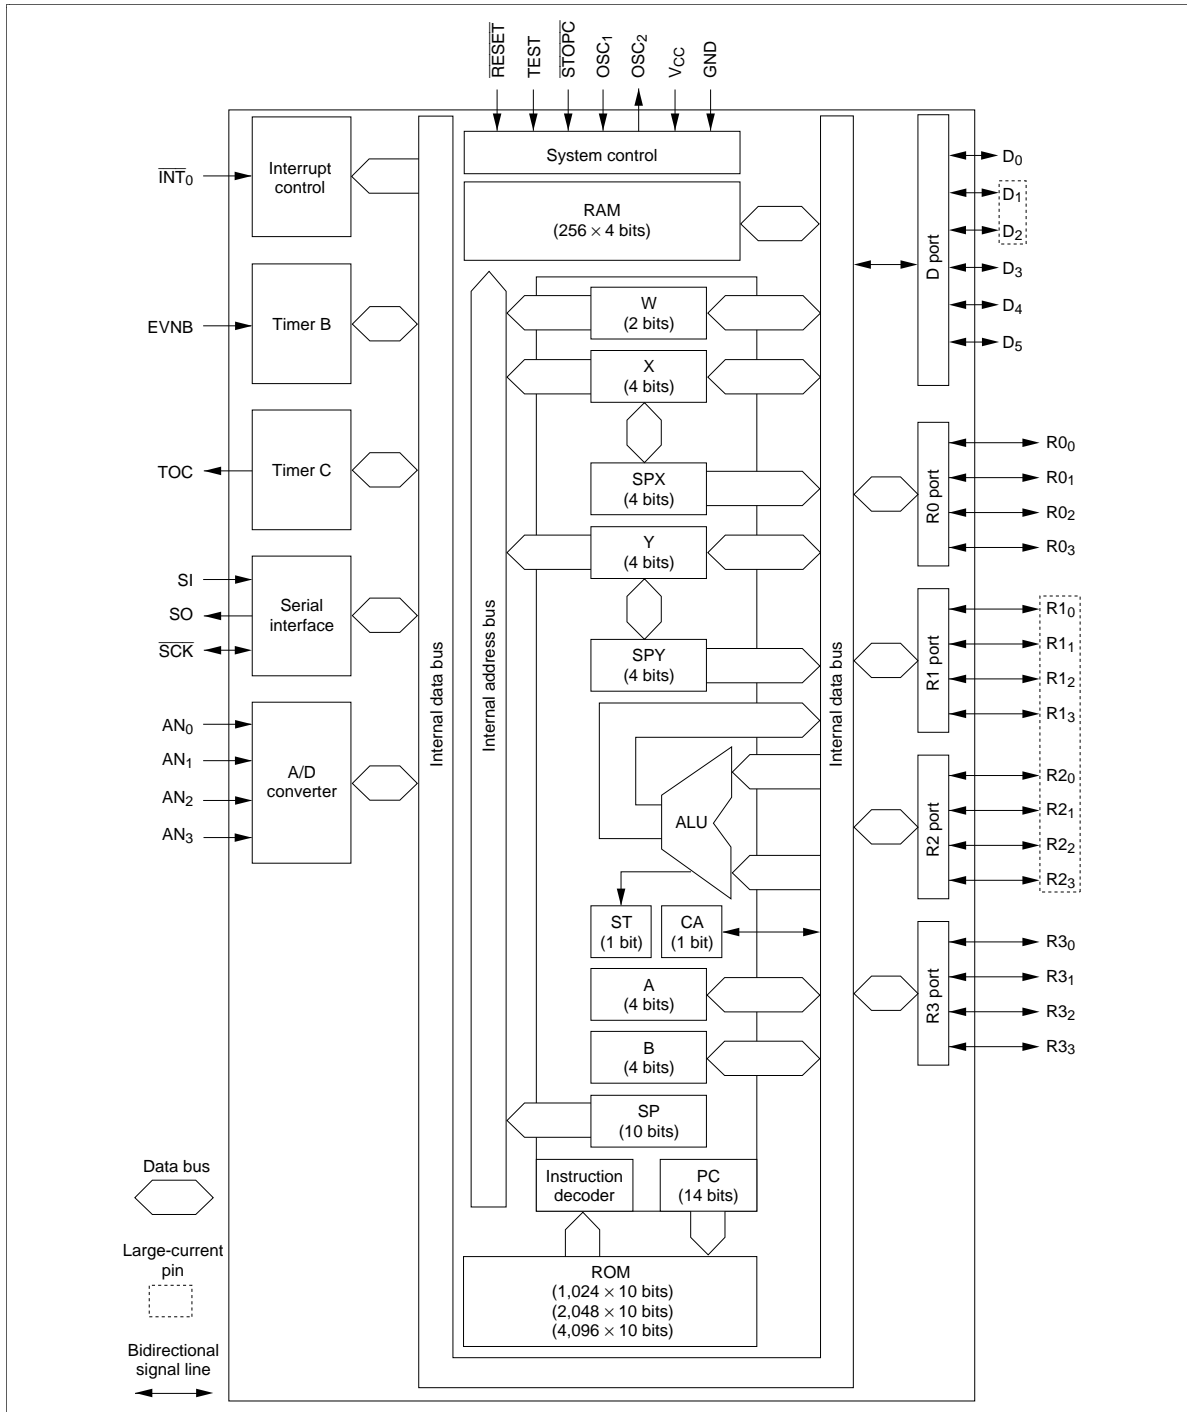 RESET
TEST
STOPC
OSC1
OSC2
VCC
GND
System control
RAM
(256 × 4 bits)
Interrupt
control
INT0
Timer B
EVNB
Timer C
TOC
Serial
interface
SI
SO
SCK
A/D
converter
AN0
AN1
AN2
AN3
Internal data bus
Internal address bus
W
(2 bits)
X
(4 bits)
SPX
(4 bits)
Y
(4 bits)
SPY
(4 bits)
ALU
ST
(1 bit)
CA
(1 bit)
A
(4 bits)
B
(4 bits)
SP
(10 bits)
Instruction
decoder
PC
(14 bits)
ROM
(1,024 × 10 bits)
(2,048 × 10 bits)
(4,096 × 10 bits)
Internal data bus
D port
D0
D1
D2
D3
D4
D5
R0 port
R00
R01
R02
R03
R1 port
R10
R11
R12
R13
R2 port
R20
R21
R22
R23
R3 port
R30
R31
R32
R33
Data bus
Large-current
pin
Bidirectional
signal line